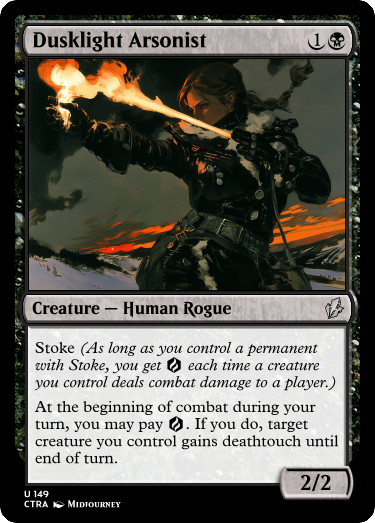 Dusklight Arsonist 1
Creature — Human Rogue
Stoke (As long as you control a permanent
with Stoke, you get each time a creature
you control deals combat damage to a player.)
At the beginning of combat during your
turn, you may pay . If you do, target
creature you control gains deathtouch until
end of turn.
2/2
U 149
CTRA Midjourney